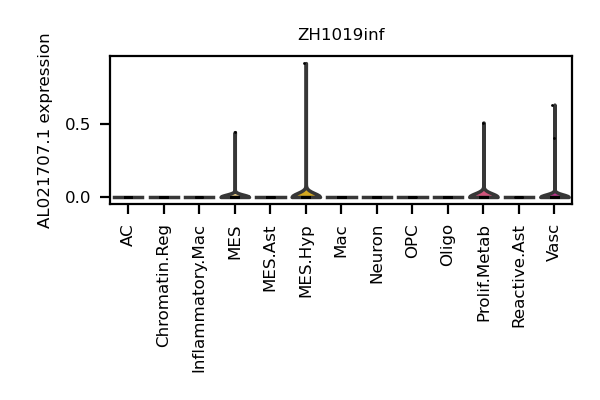 ZH1019inf
AL021707.1 expression
0.5
0.0
AC
Chromatin.Reg
Inflammatory.Mac
MES
MES.Ast
MES.Hyp
Mac
Neuron
OPC
Oligo
Prolif.Metab
Reactive.Ast
Vasc